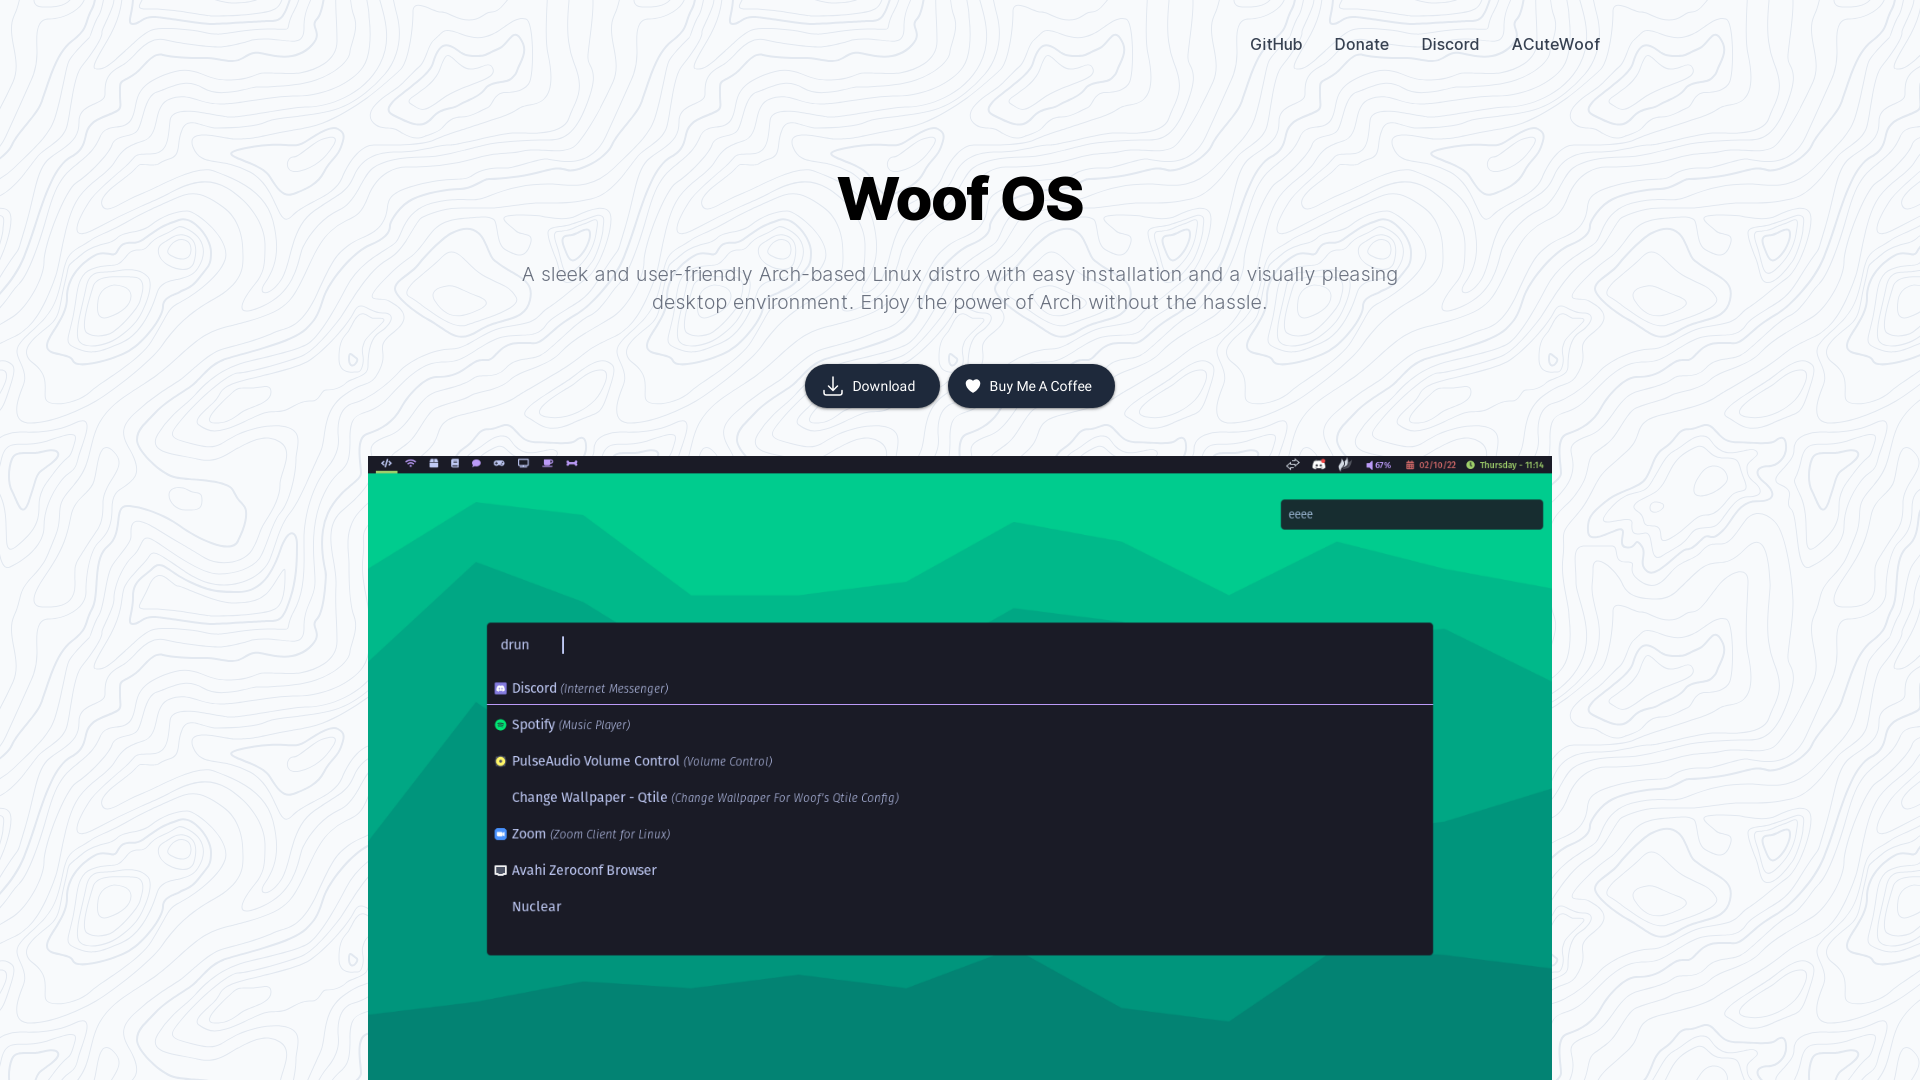 GitHub Donate Discord ACuteWoof
Woof OS
A sleek and user-friendly Arch-based Linux distro with easy installation and a visually pleasing
desktop environment. Enjoy the power of Arch without the hassle.
Download Buy Me A Coffee
67% 02/10/22 Thursday - 11:14
eeee
drun
Discord (Internet Messenger)
Spotify (Music Player)
PulseAudio Volume Control (Volume Control)
Change Wallpaper - Qtile (Change Wallpaper For Woof's Qtile Config)
Zoom (Zoom Client for Linux)
Avahi Zeroconf Browser
Nuclear